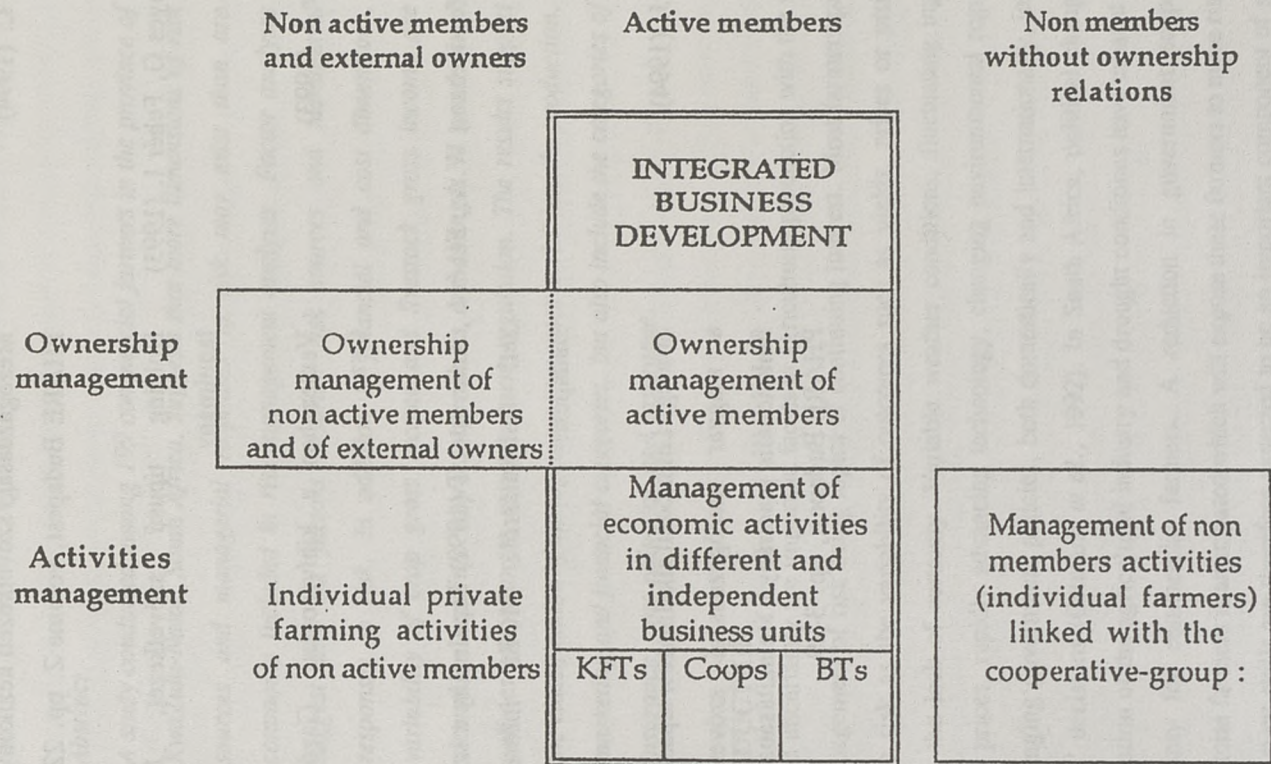 Non active members
and external owners
Active members
Non members
without ownership
relations
INTEGRATED
BUSINESS
DEVELOPMENT
Ownership
management
Ownership
management of
non active members
and of external owners
Ownership
management of
active members
Activities
management
Individual private
farming activities
of non active members
Management of
economic activities
in different and
independent
business units
KFTs
Coops
BTs
Management of non
members activities
(individual farmers)
linked with the
cooperative-group :